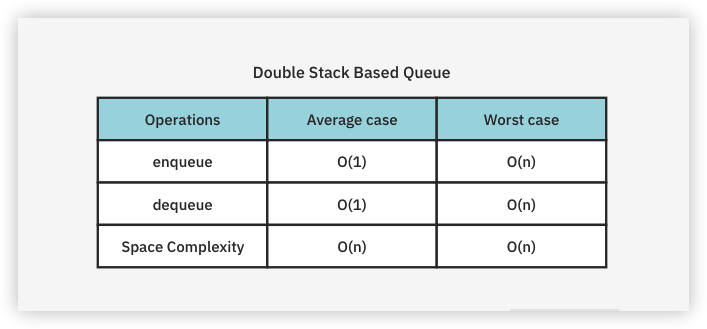 Double Stack Based Queue
Operations Average case Worst case
enqueue O(1) O(n)
dequeue O(1) O(n)
Space Complexity O(n) O(n)